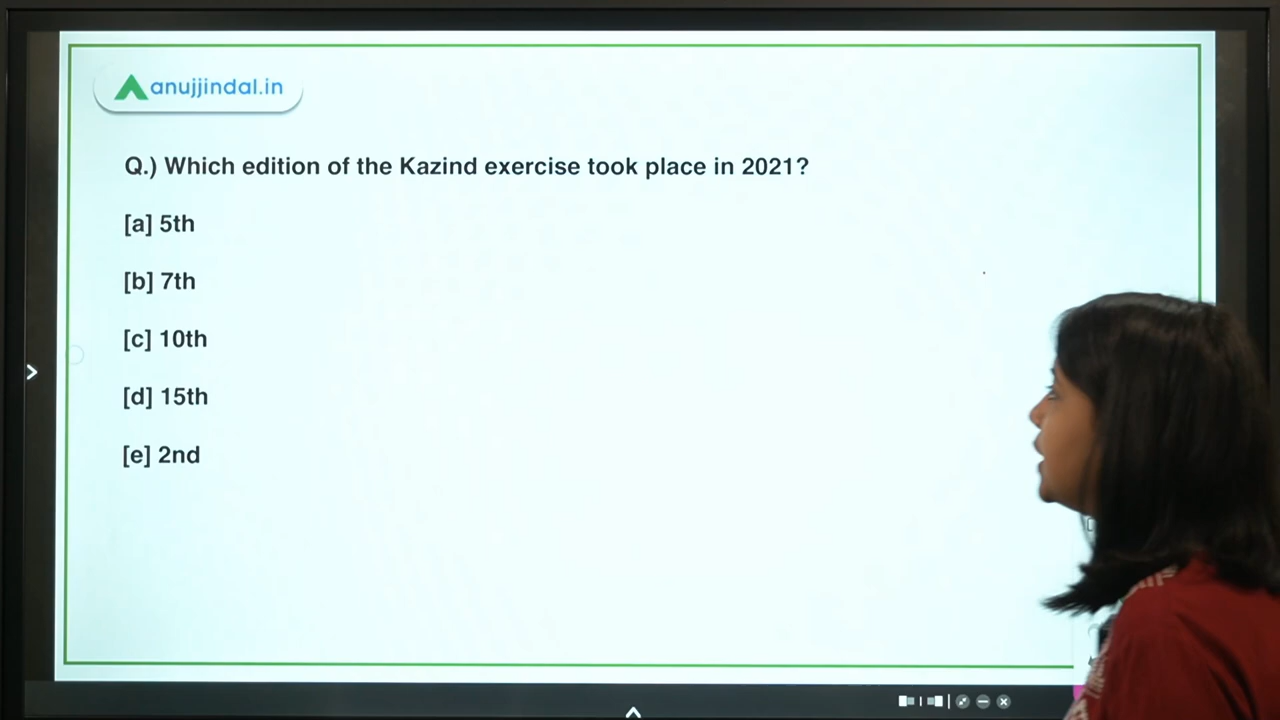 anujjindal.in
Q.) Which edition of the Kazind exercise took place in 2021?
[a] 5th
[b] 7th
[c] 10th
[d] 15th
[e] 2nd